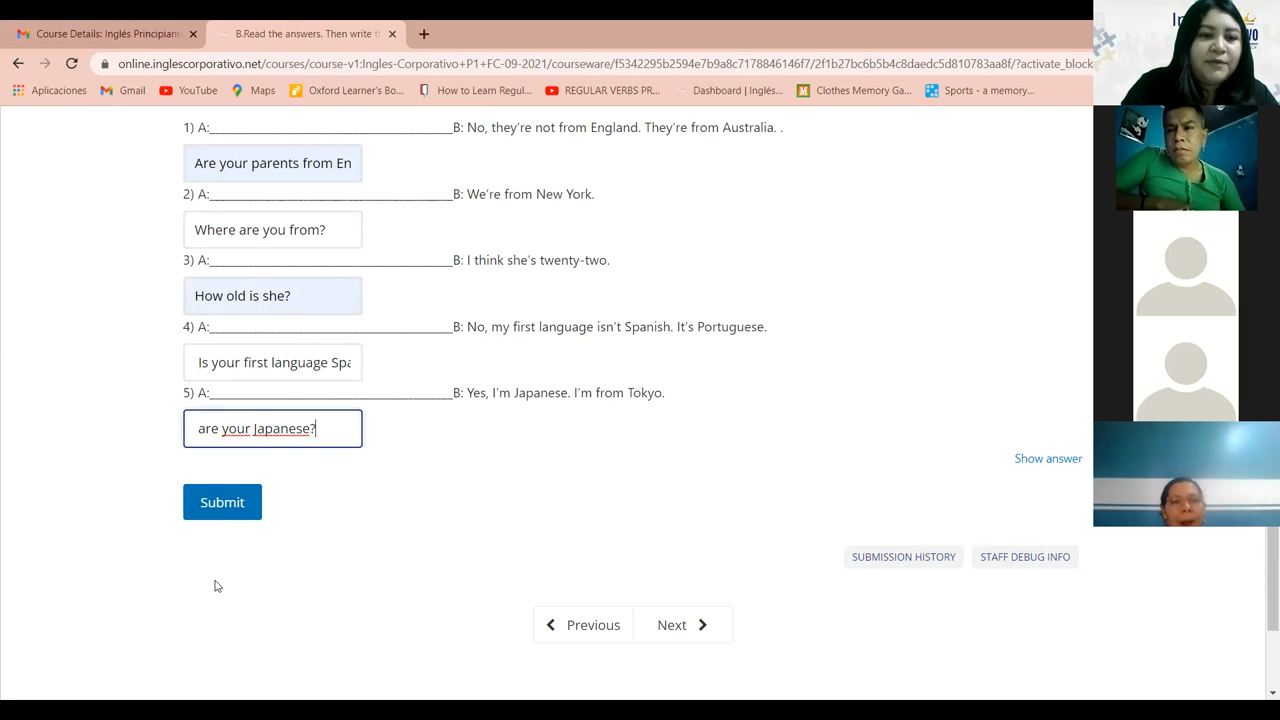 Course Details: Inglés Principiant
B.Read the answers. Then write t
online.inglescorporativo.net/courses/course-v1:Ingles-Corporativo+P1+FC-09-2021/courseware/f5342295b2594e7b9a8c7178846146f7/2f1b27bc6b5b4c8daedc5d810783aa8f/?activate_block
Aplicaciones
Gmail
YouTube
Maps
Oxford Learner's Bo...
How to Learn Regul...
REGULAR VERBS PR...
Dashboard | Inglés...
Clothes Memory Ga...
Sports - a memory...
1) A:________________________________________B: No, they're not from England. They're from Australia. .
Are your parents from En
2) A:________________________________________B: We're from New York.
Where are you from?
3) A:________________________________________B: I think she's twenty-two.
How old is she?
4) A:________________________________________B: No, my first language isn't Spanish. It's Portuguese.
Is your first language Spa
5) A:________________________________________B: Yes, I'm Japanese. I'm from Tokyo.
are your Japanese?
Show answer
Submit
SUBMISSION HISTORY
STAFF DEBUG INFO
Previous
Next